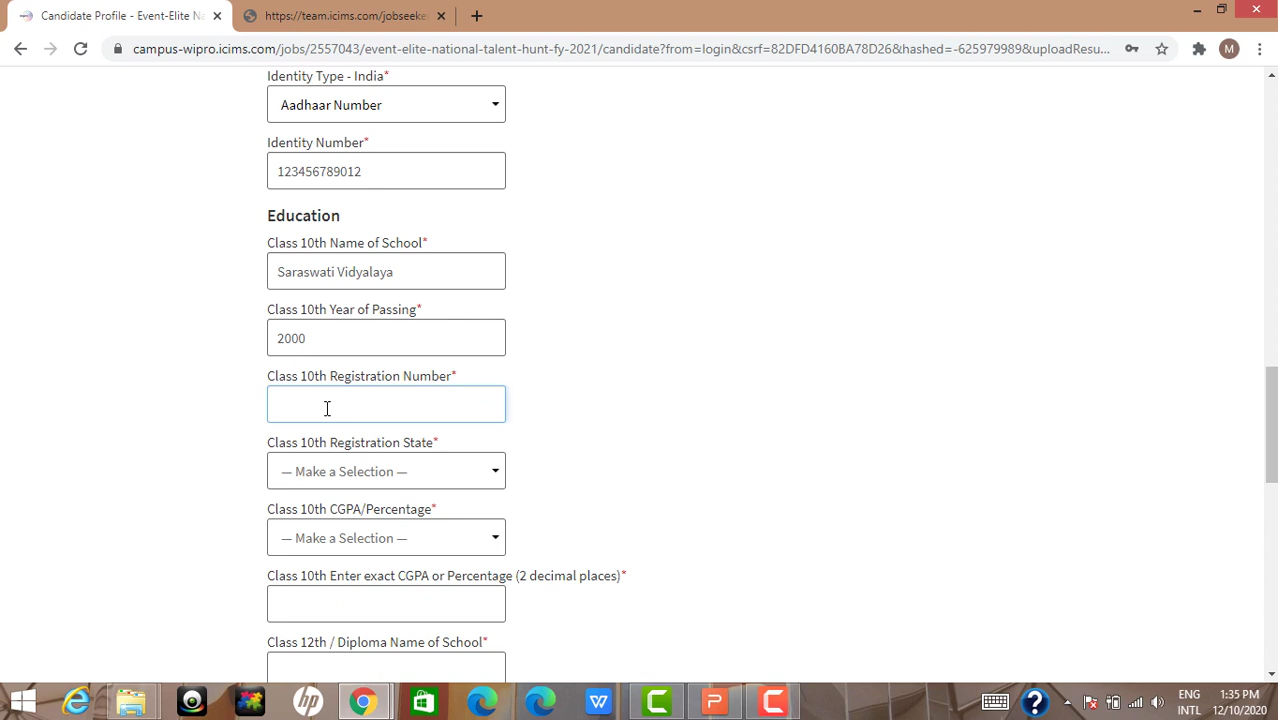 Candidate Profile - Event-Elite Na
https://team.icims.com/jobseeke
campus-wipro.icims.com/jobs/2557043/event-elite-national-talent-hunt-fy-2021/candidate?from=login&csrf=82DFD4160BA78D26&hashed=-625979989&uploadResu...
M
Identity Type - India*
Aadhaar Number
Identity Number*
123456789012
Education
Class 10th Name of School*
Saraswati Vidyalaya
Class 10th Year of Passing*
2000
Class 10th Registration Number*
Class 10th Registration State*
— Make a Selection —
Class 10th CGPA/Percentage*
— Make a Selection —
Class 10th Enter exact CGPA or Percentage (2 decimal places)*
Class 12th / Diploma Name of School*
ENG 1:35 PM
INTL 12/10/2020